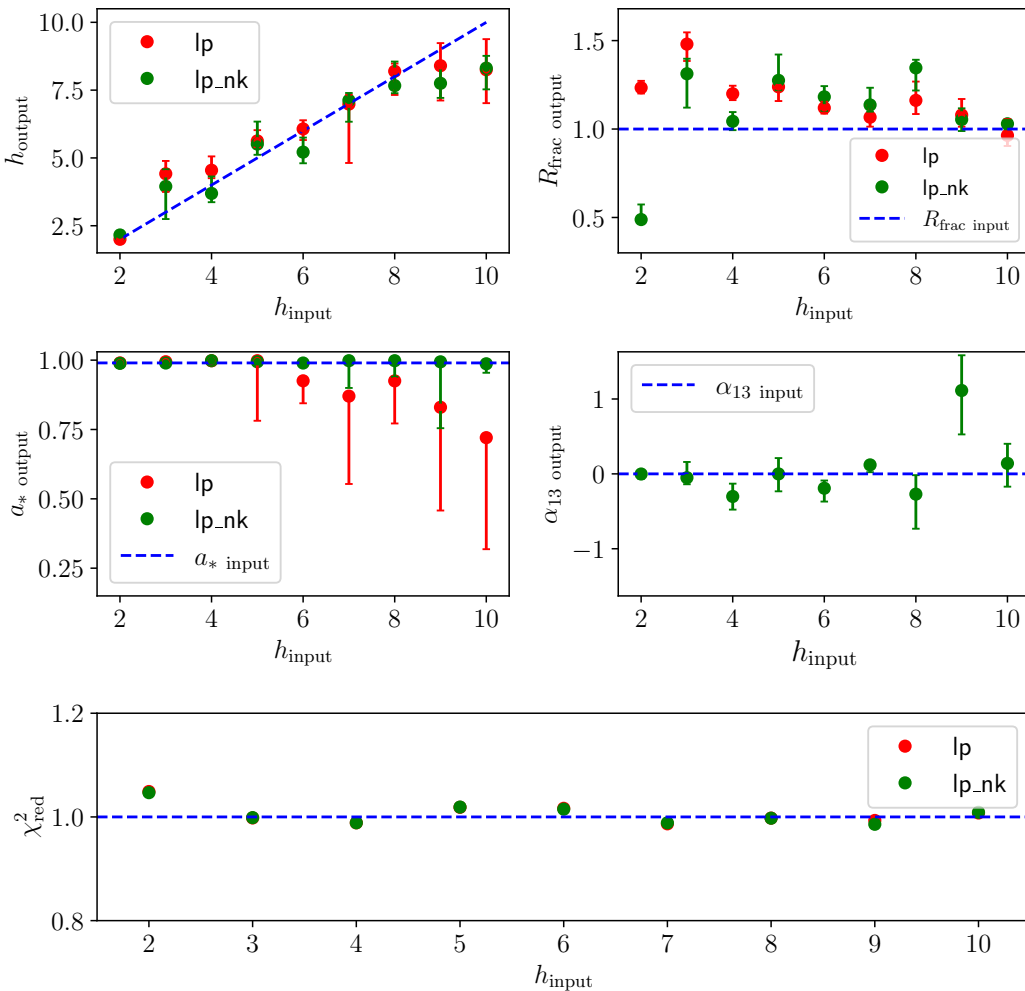 10.0
7.5
5.0
2.5
h_output
lp
lp_nk
2 4 6 8 10
h_input
1.5
1.0
0.5
R_frac output
lp
lp_nk
R_frac input
2 4 6 8 10
h_input
1.00
0.75
0.50
0.25
a_* output
lp
lp_nk
a_* input
2 4 6 8 10
h_input
1
0
−1
α_13 output
α_13 input
2 4 6 8 10
h_input
1.2
1.0
0.8
χ²_red
lp
lp_nk
2 3 4 5 6 7 8 9 10
h_input